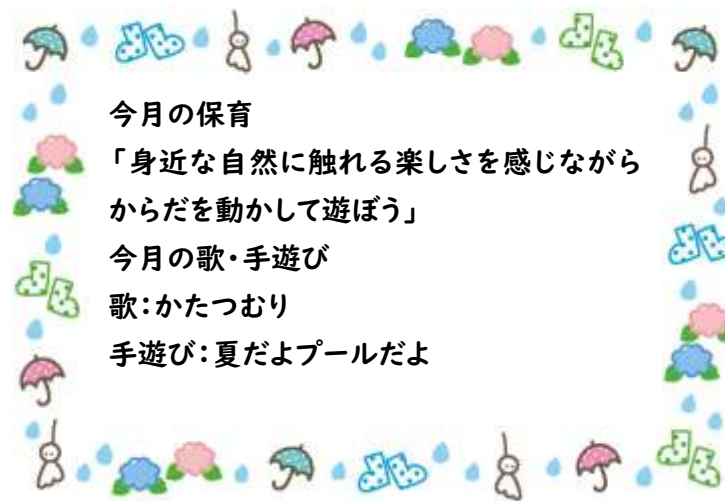 今月の保育
「身近な自然に触れる楽しさを感じながら
からだを動かして遊ぼう」
今月の歌・手遊び
歌：かたつむり
手遊び：夏だよプールだよ